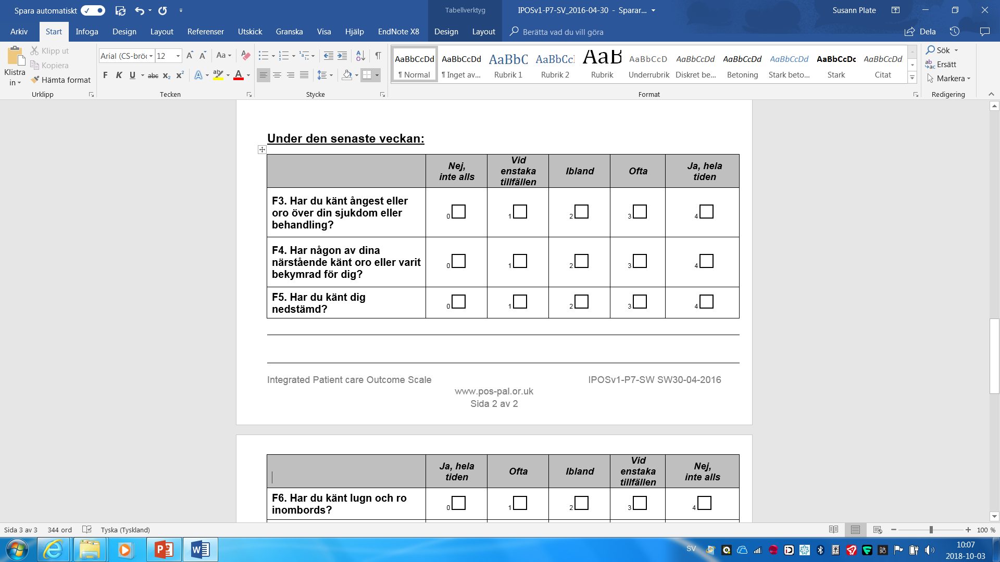 Spara automatiskt
Tabellverktyg
IPOSv1-P7-SV_2016-04-30 - Sparar...
Susann Plate
Arkiv Start Infoga Design Layout Referenser Utskick Granska Visa Hjälp EndNote X8 Design Layout Berätta vad du vill göra Dela
Klistra in
Klipp ut
Kopiera
Hämta format
Urklipp
Arial (CS-bröd 12
Aa
F K U abc x₂ x²
Tecken
Stycke
AaBbCcDd AaBbCcDd AaBbC AaBbCc AaB AaBbCcD AaBbCcDd AaBbCcDd AaBbCcDd AaBbCcDc AaBbCcDd
¶ Normal ¶ Inget av... Rubrik 1 Rubrik 2 Rubrik Underrubrik Diskret be... Betoning Stark beto... Stark Citat
Format
Sök
Ersätt
Markera
Redigering
Under den senaste veckan:
Nej,
inte alls
Vid
enstaka
tillfällen
Ibland
Ofta
Ja, hela
tiden
F3. Har du känt ångest eller
oro över din sjukdom eller
behandling?
0 1 2 3 4
F4. Har någon av dina
närstående känt oro eller varit
bekymrad för dig?
0 1 2 3 4
F5. Har du känt dig
nedstämd?
0 1 2 3 4
Integrated Patient care Outcome Scale IPOSv1-P7-SW SW30-04-2016
www.pos-pal.or.uk
Sida 2 av 2
Ja, hela
tiden
Ofta
Ibland
Vid
enstaka
tillfällen
Nej,
inte alls
F6. Har du känt lugn och ro
inombords?
0 1 2 3 4
Sida 3 av 3 344 ord Tyska (Tyskland) 100 %
SV
10:07
2018-10-03